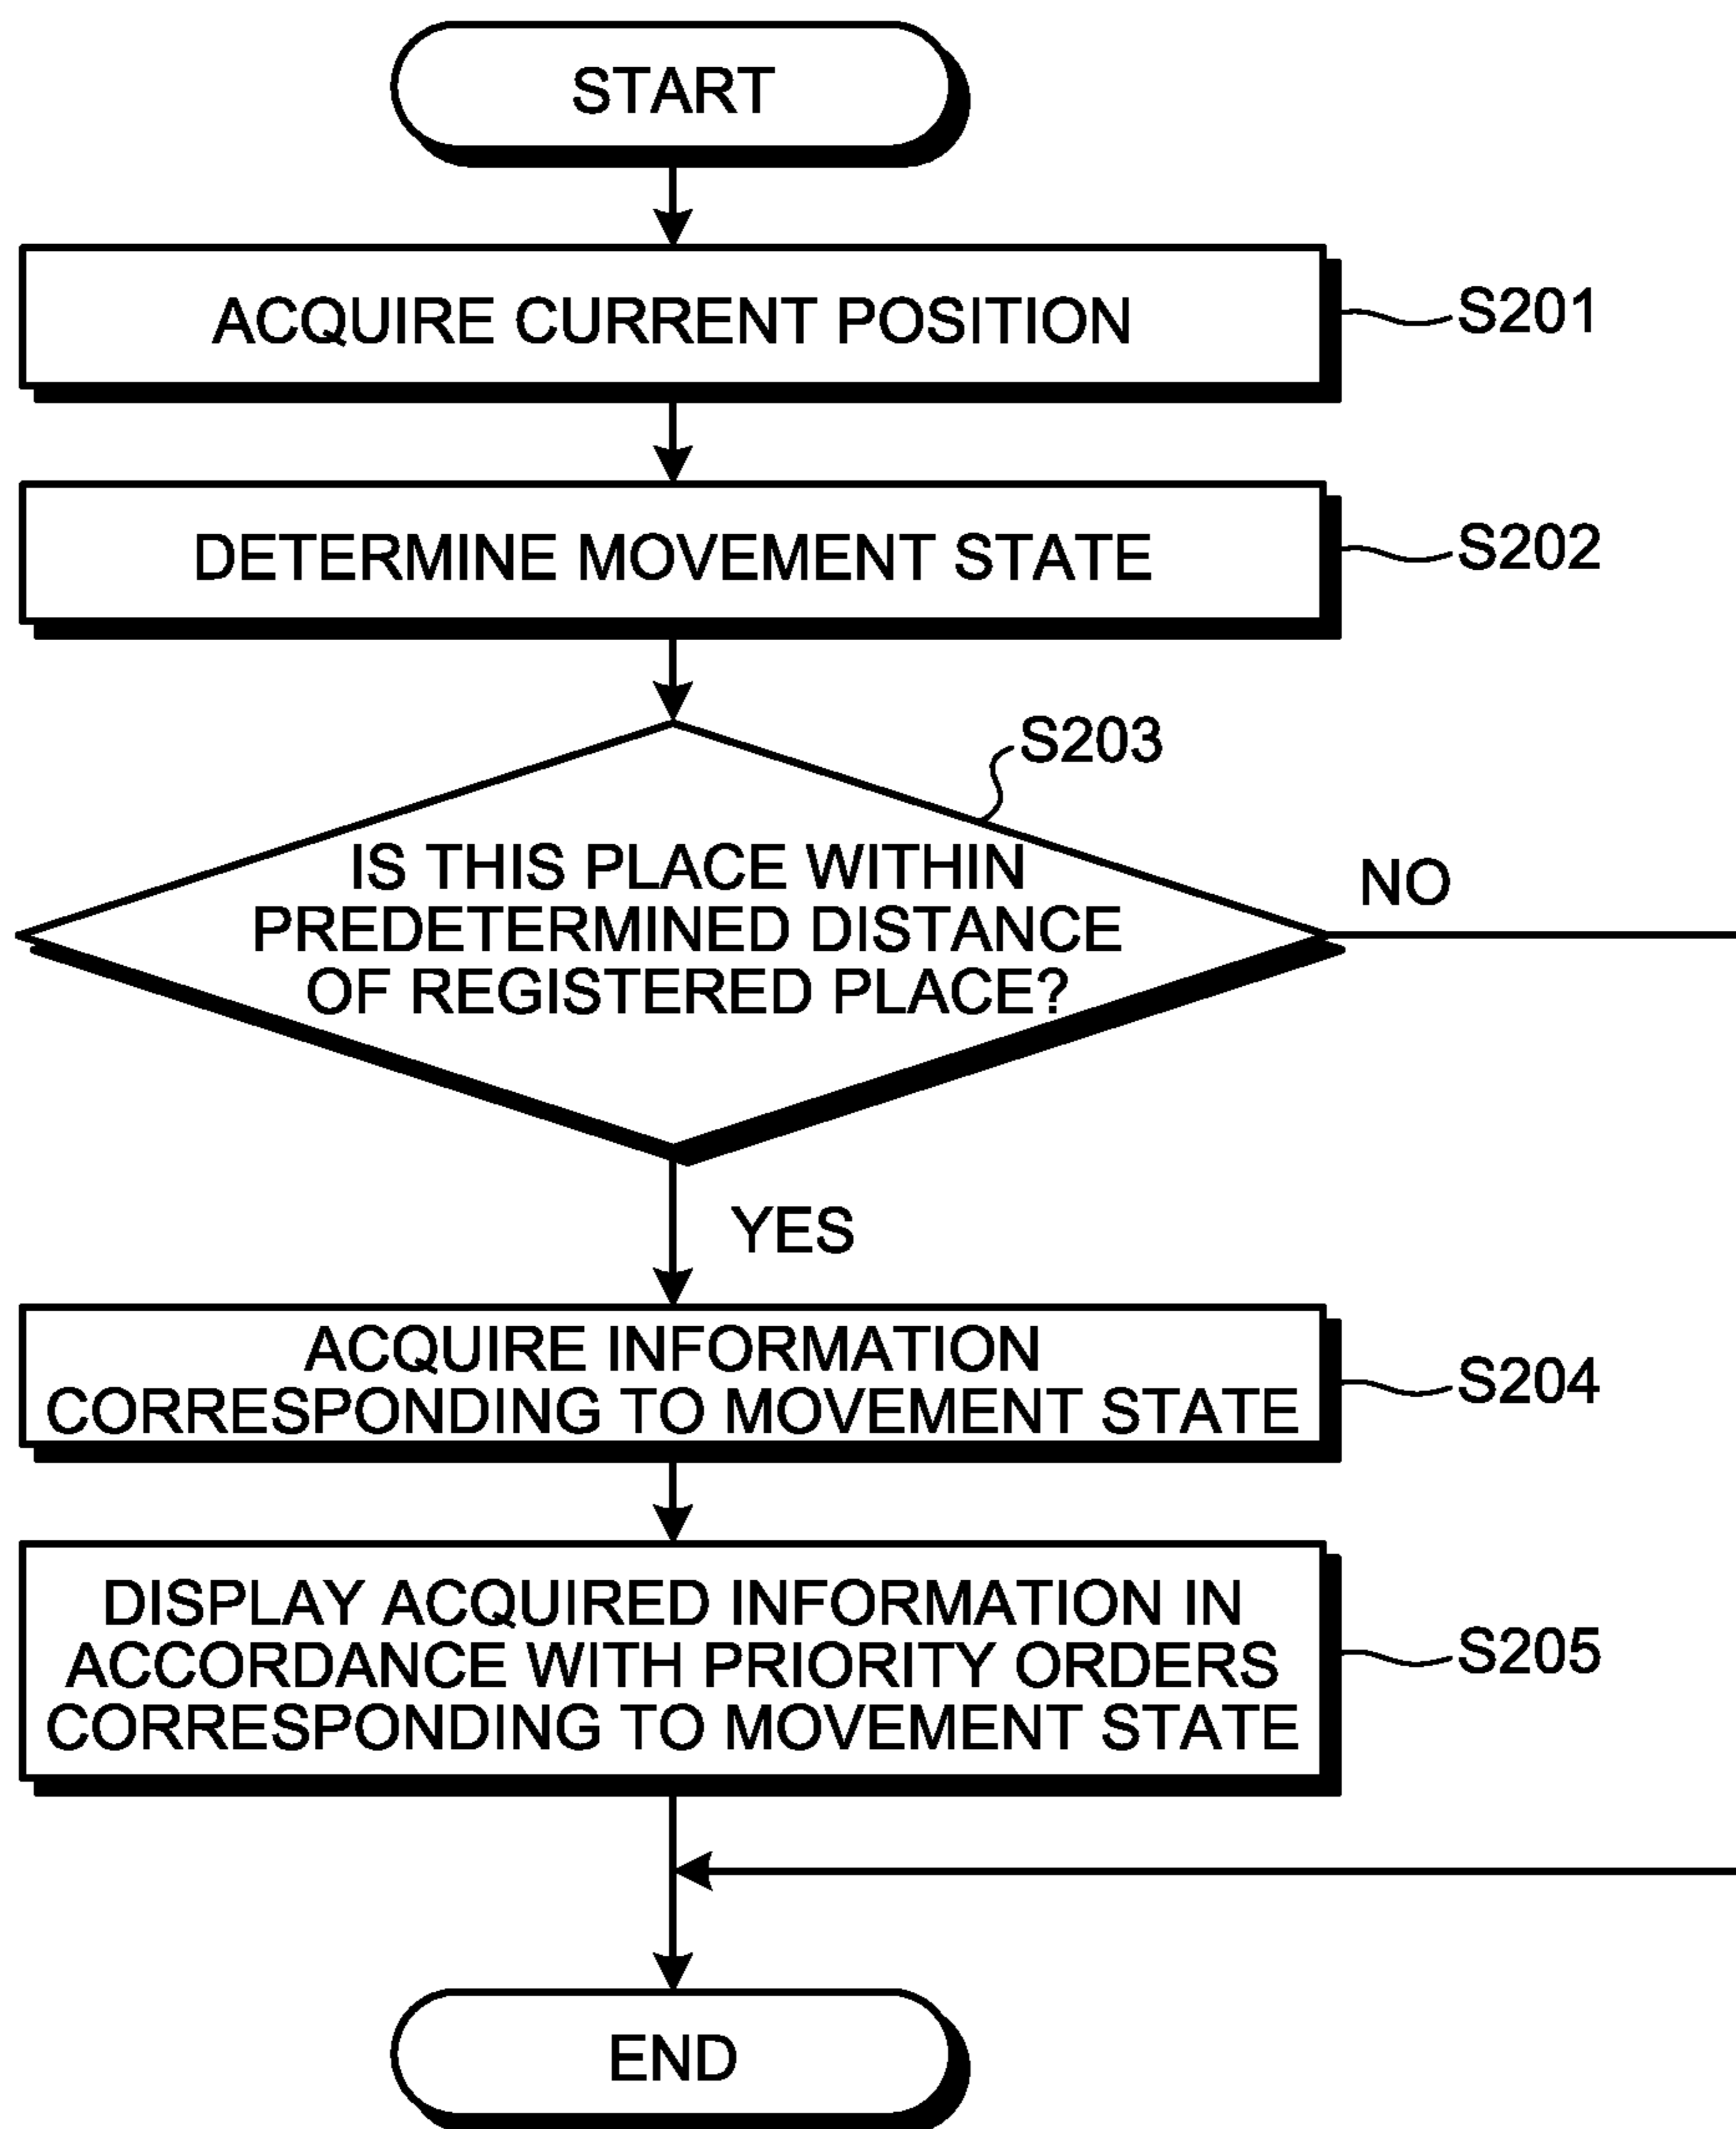 START
ACQUIRE CURRENT POSITION
S201
DETERMINE MOVEMENT STATE
S202
S203
IS THIS PLACE WITHIN
PREDETERMINED DISTANCE
OF REGISTERED PLACE?
NO
YES
ACQUIRE INFORMATION
CORRESPONDING TO MOVEMENT STATE
S204
DISPLAY ACQUIRED INFORMATION IN
ACCORDANCE WITH PRIORITY ORDERS
CORRESPONDING TO MOVEMENT STATE
S205
END